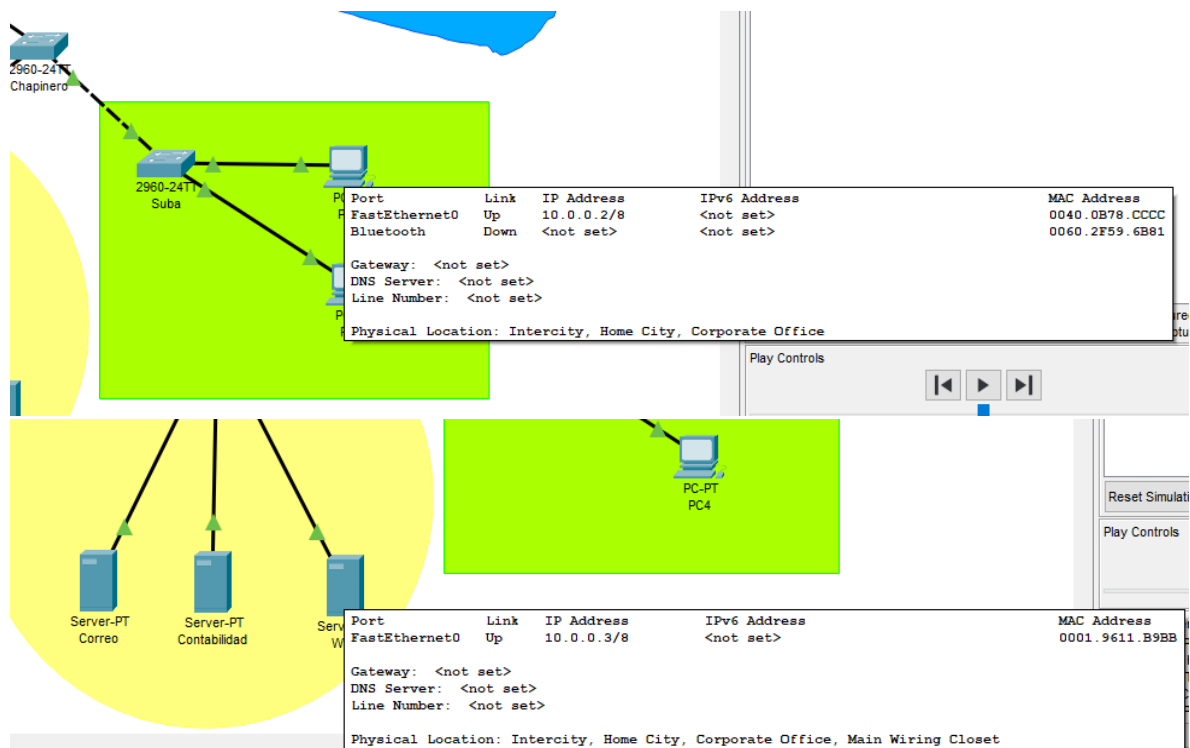 2960-24TT
Chapinero
2960-24TT
Suba
Port Link IP Address IPv6 Address MAC Address
FastEthernet0 Up 10.0.0.2/8 <not set> 0040.0B78.CCCC
Bluetooth Down <not set> <not set> 0060.2F59.6B81
Gateway: <not set>
DNS Server: <not set>
Line Number: <not set>
Physical Location: Intercity, Home City, Corporate Office
Play Controls
PC-PT
PC4
Reset Simulati
Play Controls
Server-PT
Correo
Server-PT
Contabilidad
Serv
W
Port Link IP Address IPv6 Address MAC Address
FastEthernet0 Up 10.0.0.3/8 <not set> 0001.9611.B9BB
Gateway: <not set>
DNS Server: <not set>
Line Number: <not set>
Physical Location: Intercity, Home City, Corporate Office, Main Wiring Closet